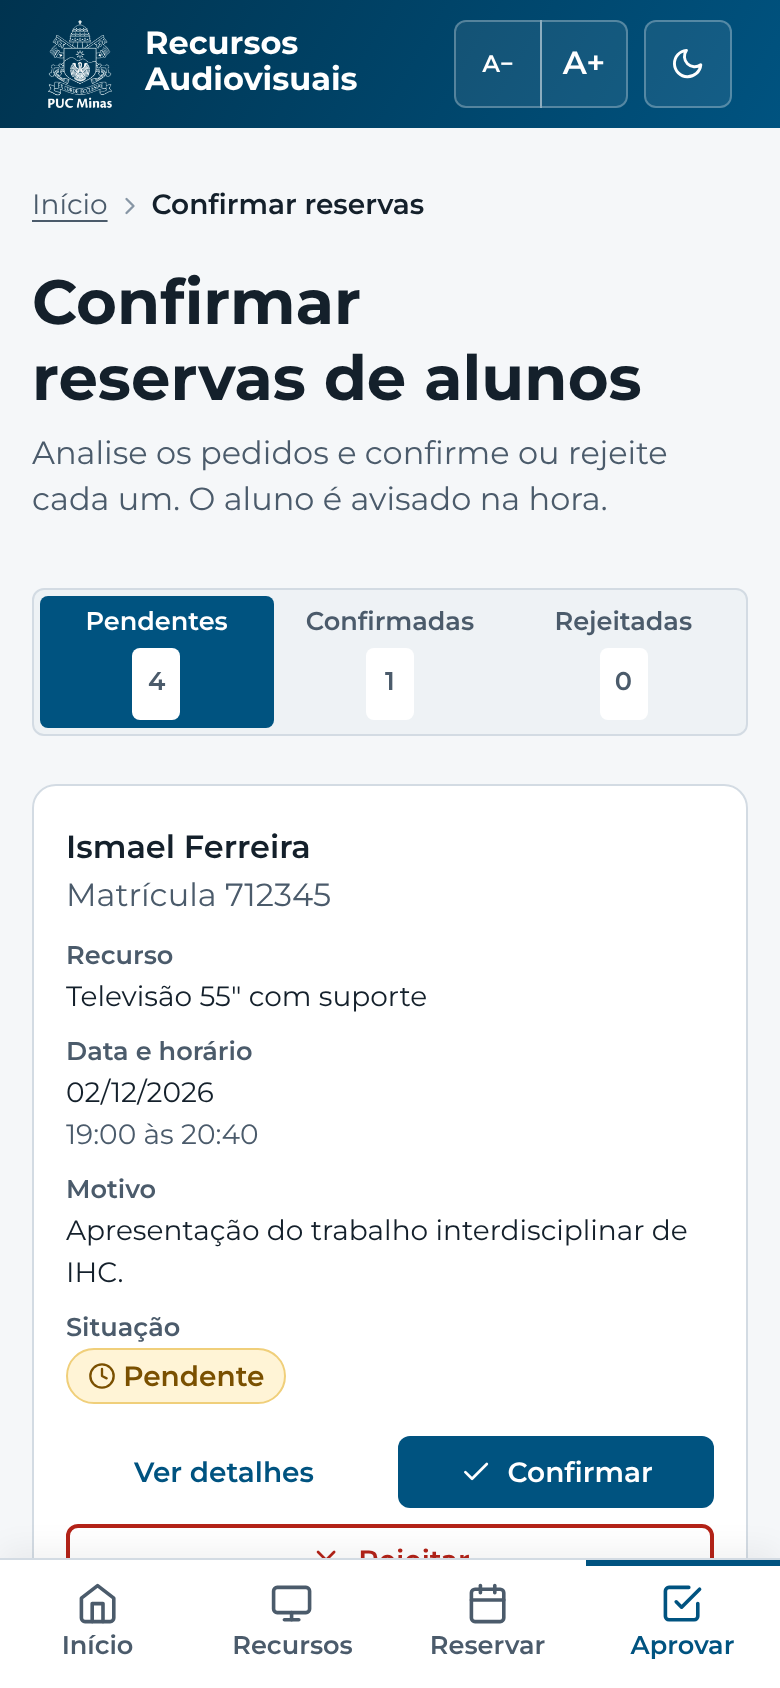 PUC Minas
Recursos
Audiovisuais
A−
A+
Início
Confirmar reservas
Confirmar
reservas de alunos
Analise os pedidos e confirme ou rejeite
cada um. O aluno é avisado na hora.
Pendentes
4
Confirmadas
1
Rejeitadas
0
Ismael Ferreira
Matrícula 712345
Recurso
Televisão 55" com suporte
Data e horário
02/12/2026
19:00 às 20:40
Motivo
Apresentação do trabalho interdisciplinar de
IHC.
Situação
Pendente
Ver detalhes
Confirmar
Rejeitar
Início
Recursos
Reservar
Aprovar